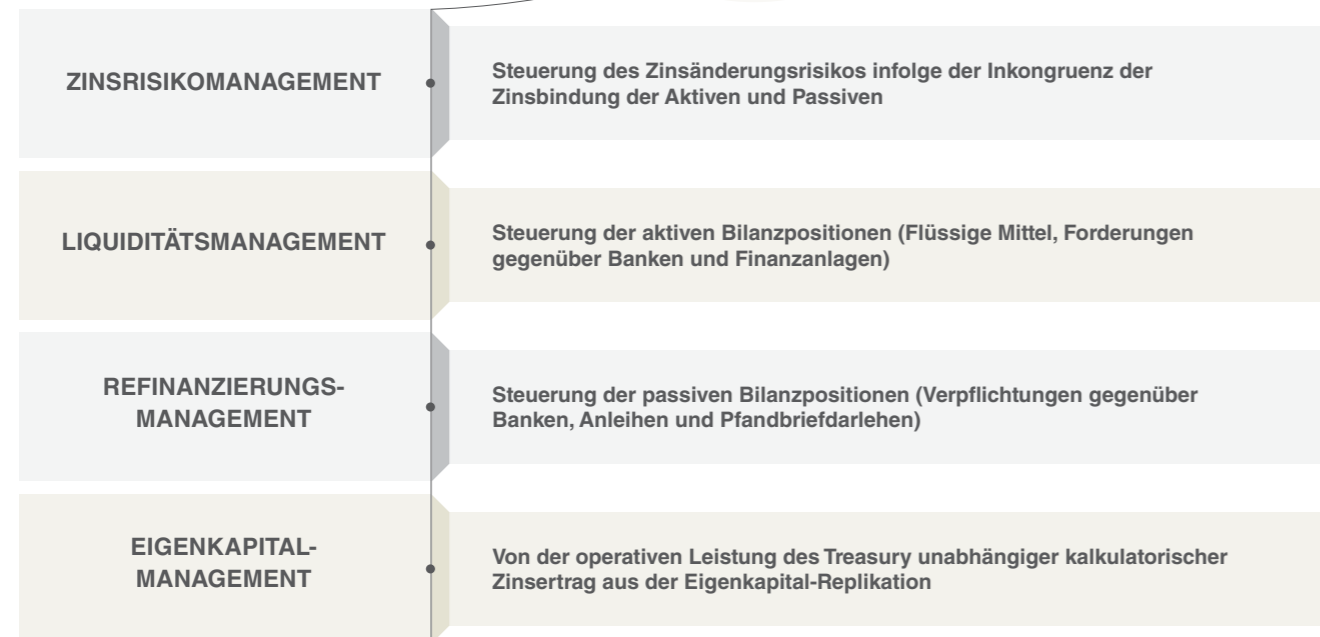 ZINSRISIKOMANAGEMENT
Steuerung des Zinsänderungsrisikos infolge der Inkongruenz der
Zinsbindung der Aktiven und Passiven
LIQUIDITÄTSMANAGEMENT
Steuerung der aktiven Bilanzpositionen (Flüssige Mittel, Forderungen
gegenüber Banken und Finanzanlagen)
REFINANZIERUNGS-
MANAGEMENT
Steuerung der passiven Bilanzpositionen (Verpflichtungen gegenüber
Banken, Anleihen und Pfandbriefdarlehen)
EIGENKAPITAL-
MANAGEMENT
Von der operativen Leistung des Treasury unabhängiger kalkulatorischer
Zinsertrag aus der Eigenkapital-Replikation